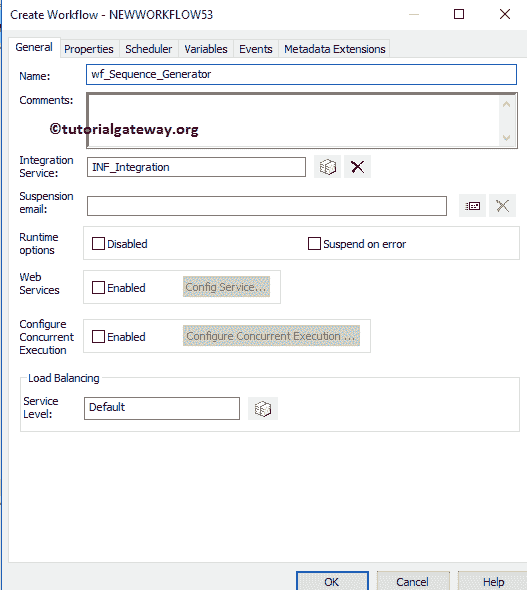 Create Workflow - NEWWORKFLOW53
General Properties Scheduler Variables Events Metadata Extensions
Name: wf_Sequence_Generator
Comments:
©tutorialgateway.org
Integration
Service: INF_Integration
Suspension
email:
Runtime
options Disabled Suspend on error
Web
Services Enabled Config Service...
Configure
Concurrent
Execution Enabled Configure Concurrent Execution ...
Load Balancing
Service
Level: Default
OK Cancel Help